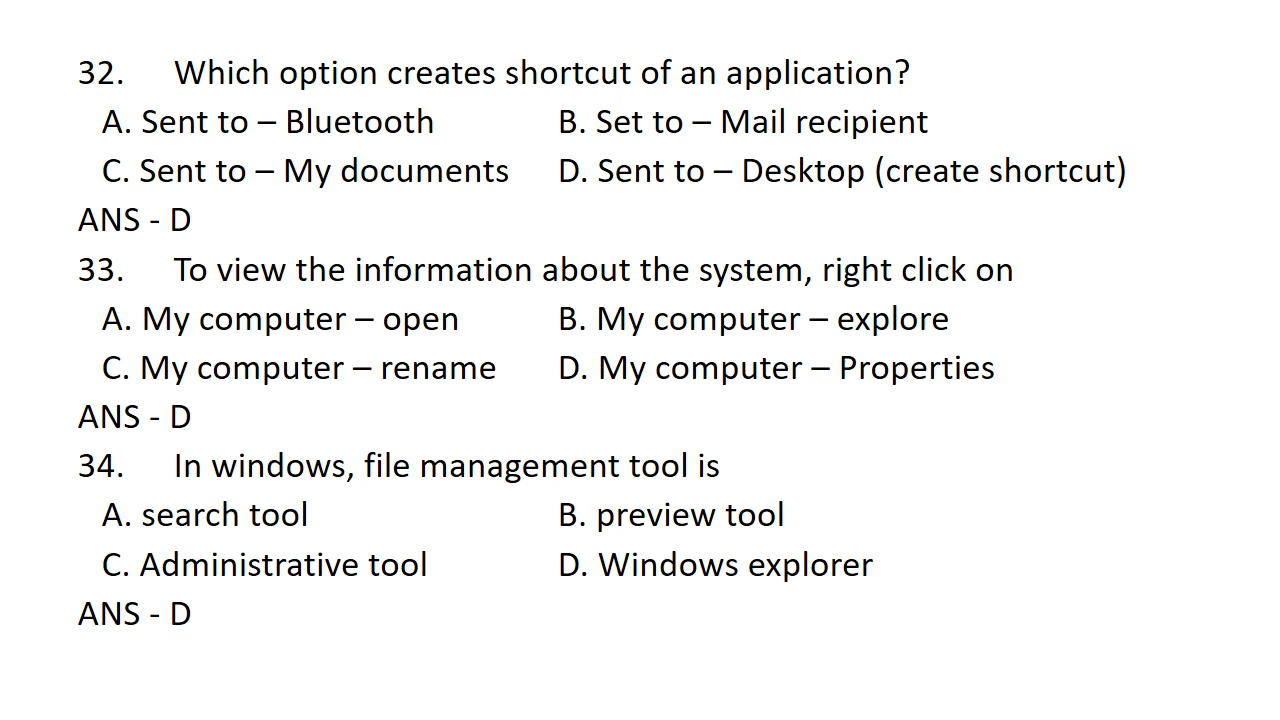 32. Which option creates shortcut of an application?
A. Sent to – Bluetooth B. Set to – Mail recipient
C. Sent to – My documents D. Sent to – Desktop (create shortcut)
ANS - D
33. To view the information about the system, right click on
A. My computer – open B. My computer – explore
C. My computer – rename D. My computer – Properties
ANS - D
34. In windows, file management tool is
A. search tool B. preview tool
C. Administrative tool D. Windows explorer
ANS - D